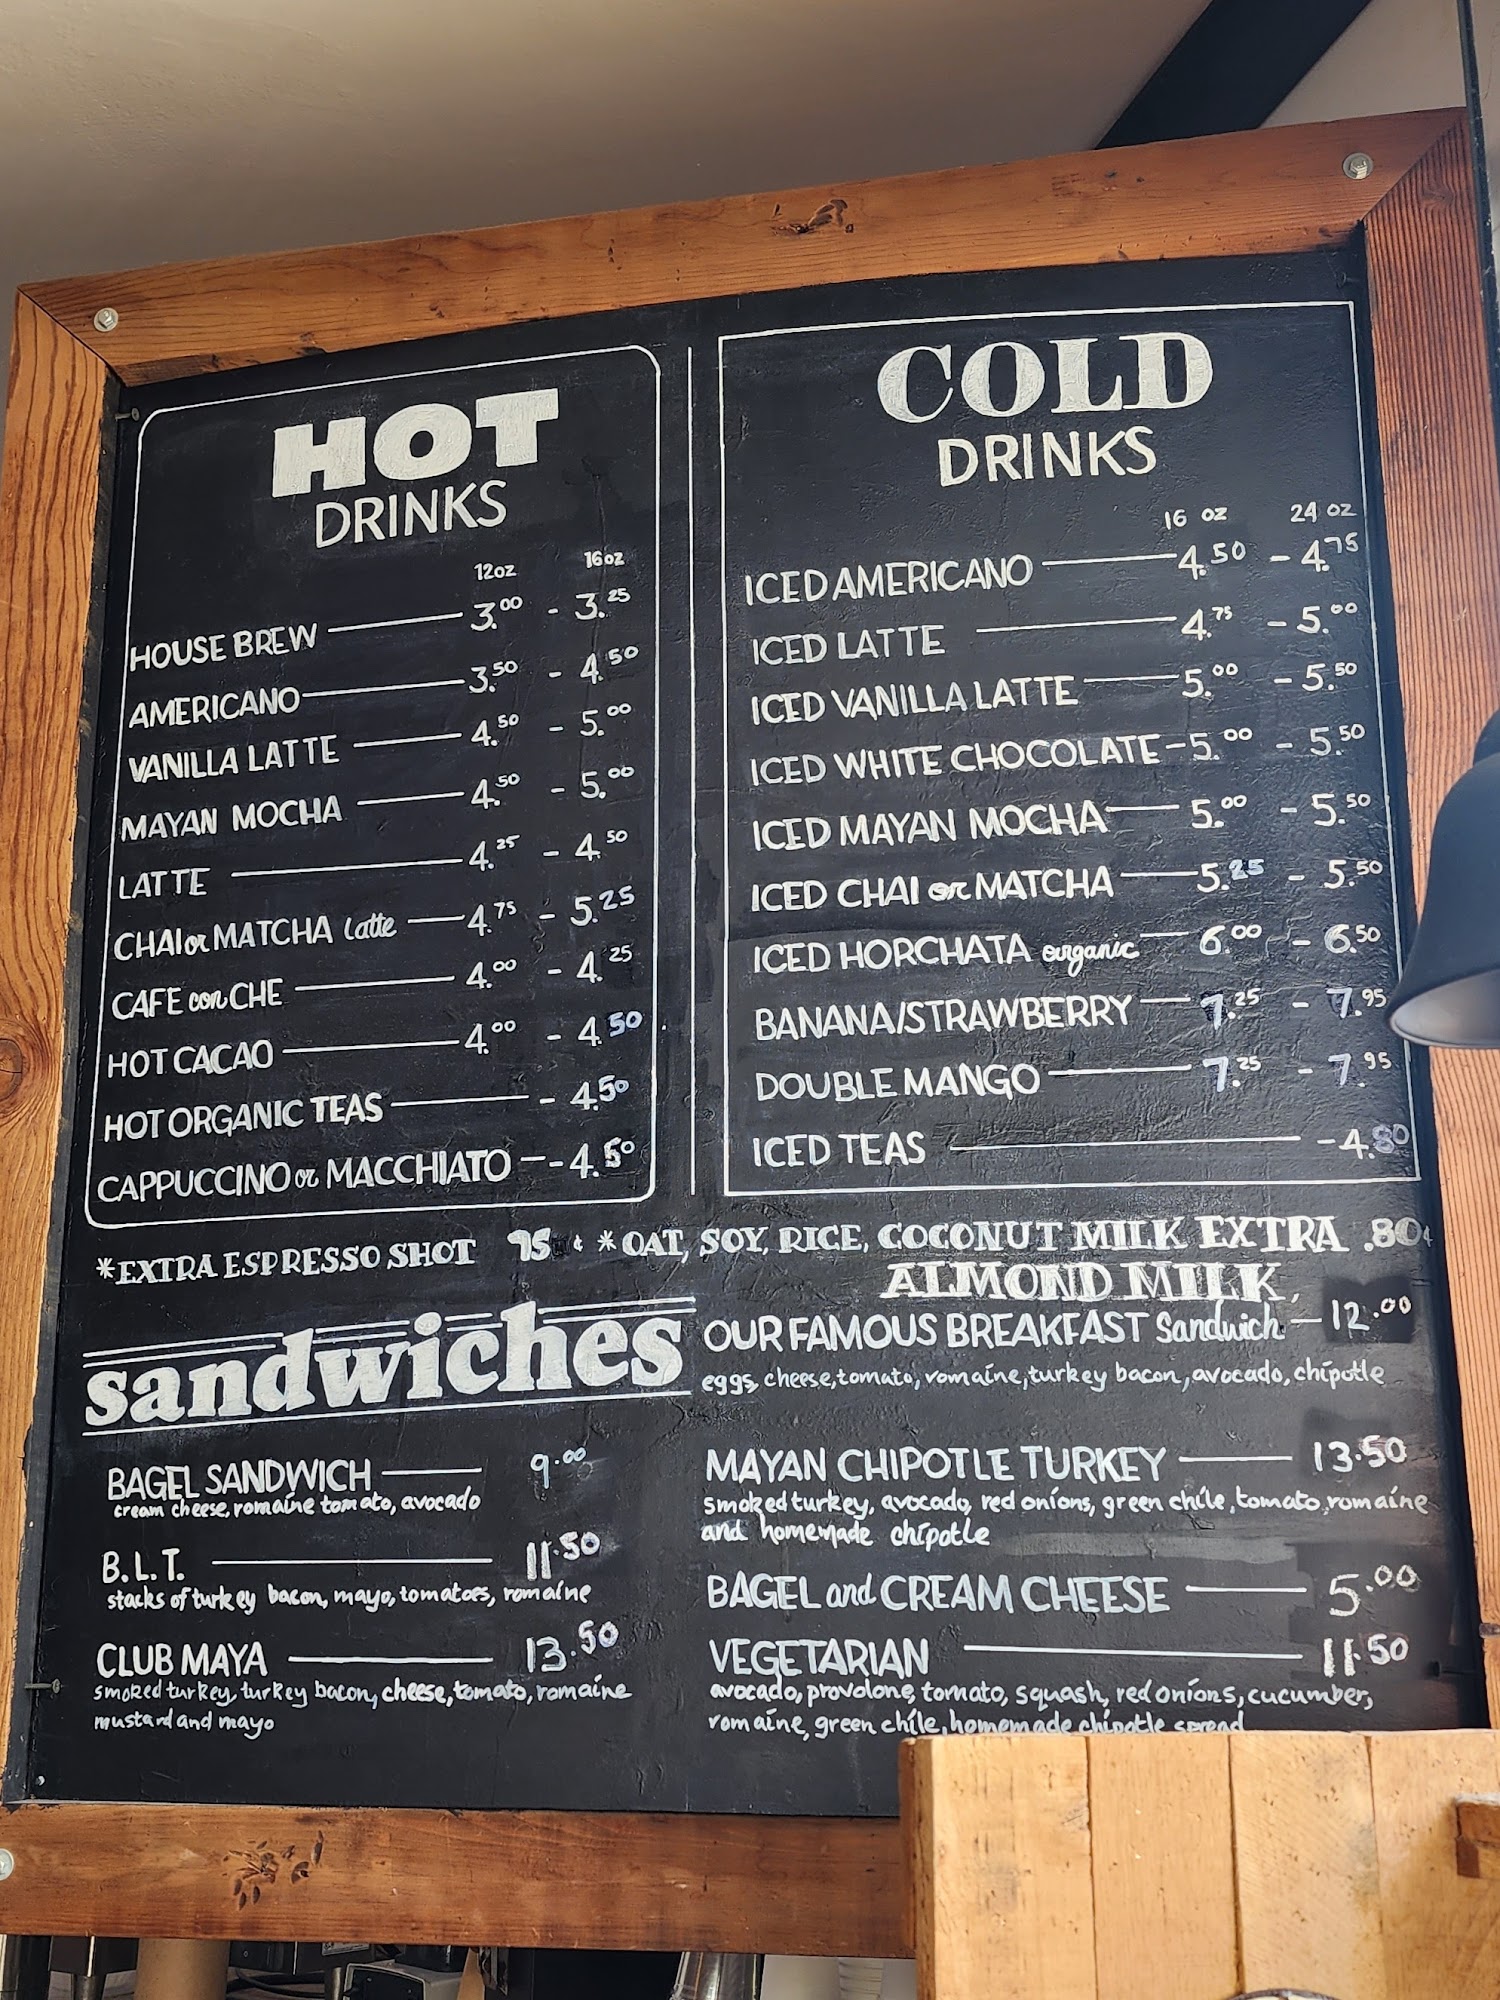 HOT
DRINKS
12oz 16oz
HOUSE BREW 3.00 - 3.25
AMERICANO 3.50 - 4.50
VANILLA LATTE 4.50 - 5.00
MAYAN MOCHA 4.50 - 5.00
LATTE 4.25 - 4.50
CHAI or MATCHA Latte 4.75 - 5.25
CAFE con CHE 4.00 - 4.25
HOT CACAO 4.00 - 4.50
HOT ORGANIC TEAS - 4.50
CAPPUCCINO or MACCHIATO - 4.50
COLD
DRINKS
16 oz 24 oz
ICED AMERICANO 4.50 - 4.75
ICED LATTE 4.75 - 5.00
ICED VANILLA LATTE 5.00 - 5.50
ICED WHITE CHOCOLATE - 5.00 - 5.50
ICED MAYAN MOCHA 5.00 - 5.50
ICED CHAI or MATCHA 5.25 - 5.50
ICED HORCHATA organic 6.00 - 6.50
BANANA/STRAWBERRY 7.25 - 7.95
DOUBLE MANGO 7.25 - 7.95
ICED TEAS - 4.80
*EXTRA ESPRESSO SHOT 95¢ *OAT, SOY, RICE, COCONUT MILK EXTRA .80¢
ALMOND MILK,
sandwiches
BAGEL SANDWICH 9.00
cream cheese, romaine tomato, avocado
B.L.T. 11.50
stacks of turkey bacon, mayo, tomatoes, romaine
CLUB MAYA 13.50
smoked turkey, turkey bacon, cheese, tomato, romaine
mustard and mayo
OUR FAMOUS BREAKFAST Sandwich - 12.00
eggs, cheese, tomato, romaine, turkey bacon, avocado, chipotle
MAYAN CHIPOTLE TURKEY 13.50
smoked turkey, avocado, red onions, green chile, tomato, romaine
and homemade chipotle
BAGEL and CREAM CHEESE 5.00
VEGETARIAN 11.50
avocado, provolone, tomato, squash, red onions, cucumber,
romaine, green chile, homemade chipotle spread